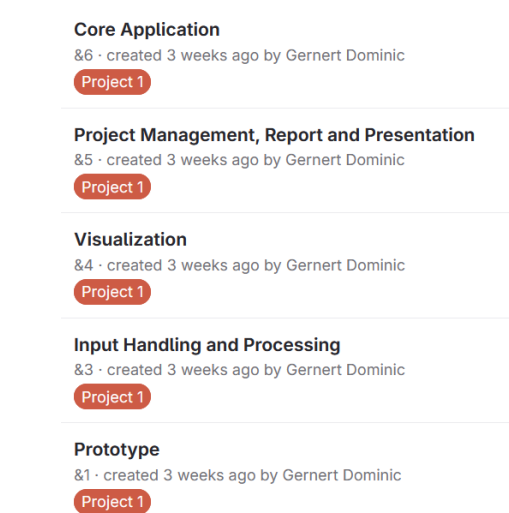 Core Application
&6 · created 3 weeks ago by Gernert Dominic
Project 1
Project Management, Report and Presentation
&5 · created 3 weeks ago by Gernert Dominic
Project 1
Visualization
&4 · created 3 weeks ago by Gernert Dominic
Project 1
Input Handling and Processing
&3 · created 3 weeks ago by Gernert Dominic
Project 1
Prototype
&1 · created 3 weeks ago by Gernert Dominic
Project 1